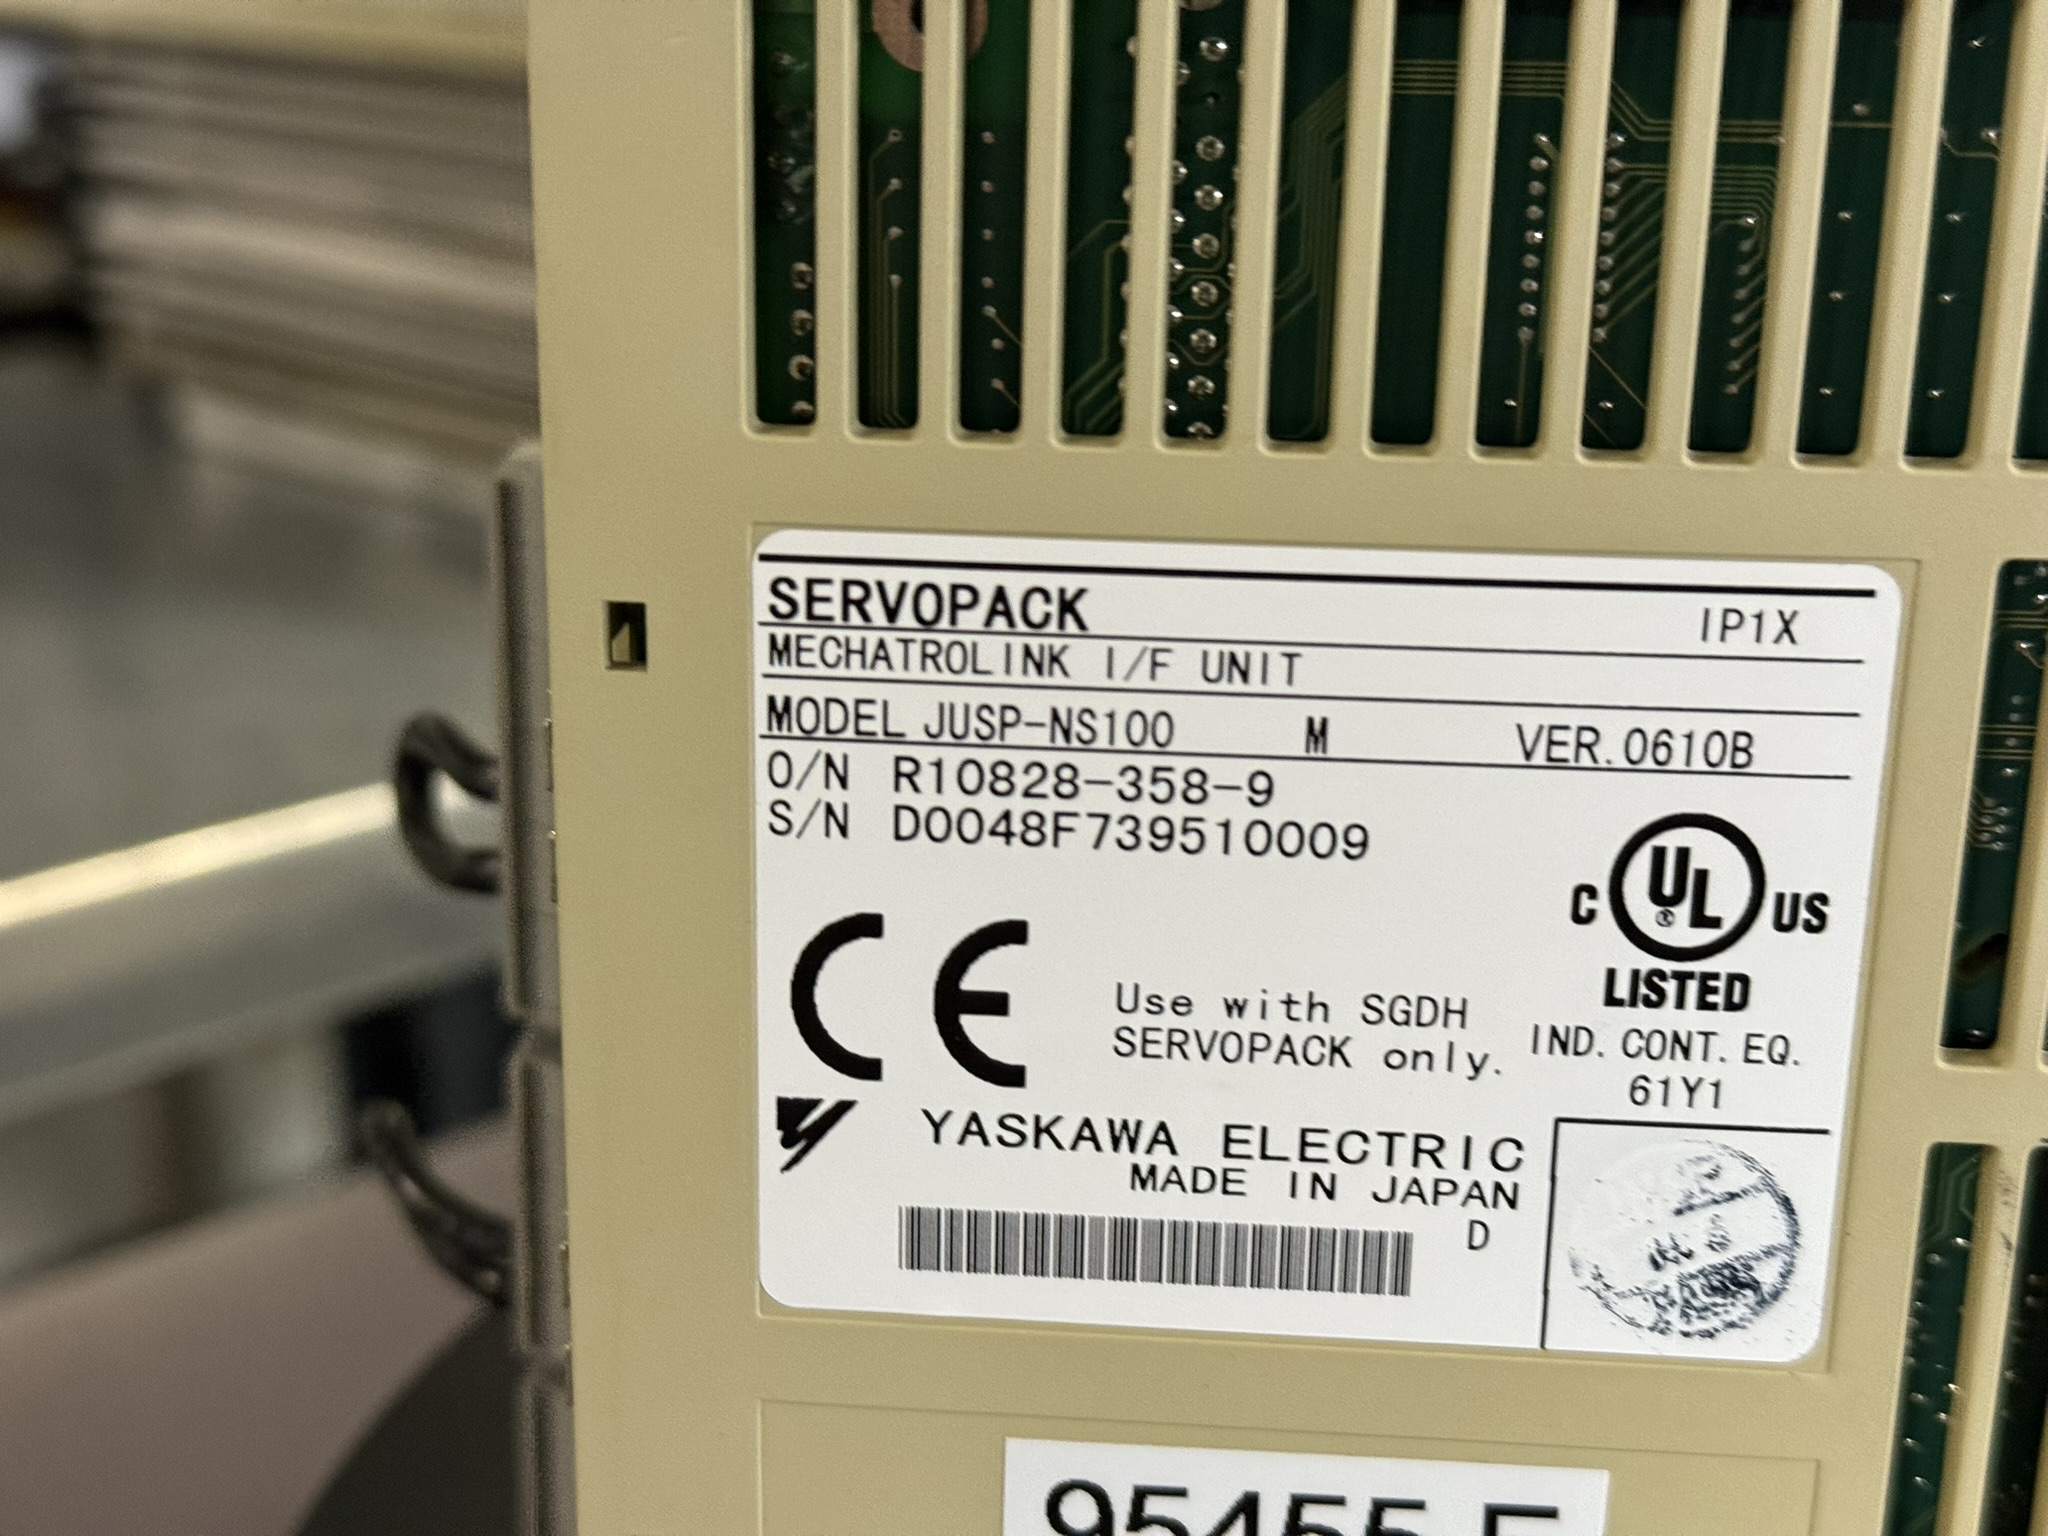 SERVOPACK IP1X
MECHATROLINK I/F UNIT
MODEL JUSP-NS100 M VER.0610B
O/N R10828-358-9
S/N D0048F739510009
C UL® US
LISTED
IND. CONT. EQ.
61Y1
CE
Use with SGDH
SERVOPACK only.
YASKAWA ELECTRIC
MADE IN JAPAN
D